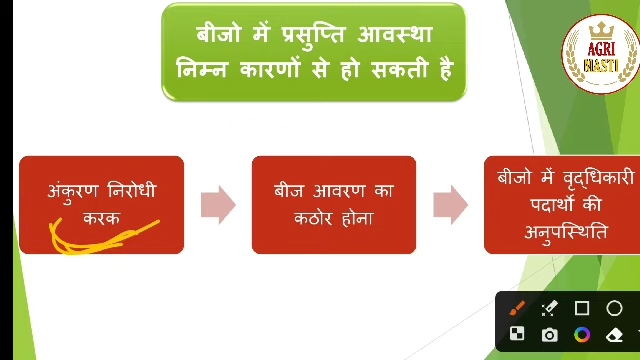 बीजो में प्रसुप्ति आवस्था
निम्न कारणों से हो सकती है
AGRI
MASTI
अंकुरण निरोधी
करक
बीज आवरण का
कठोर होना
बीजो में वृद्धिकारी
पदार्थो की
अनुपस्थिति